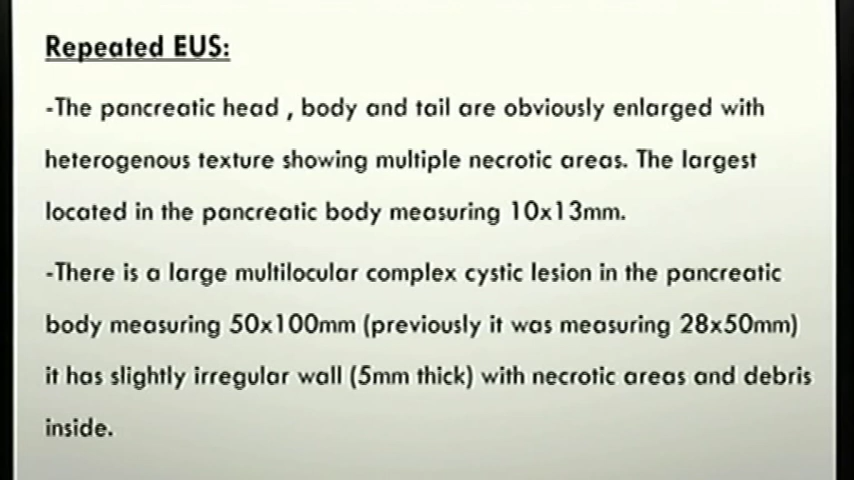 Repeated EUS:
-The pancreatic head , body and tail are obviously enlarged with
heterogenous texture showing multiple necrotic areas. The largest
located in the pancreatic body measuring 10x13mm.
-There is a large multilocular complex cystic lesion in the pancreatic
body measuring 50x100mm (previously it was measuring 28x50mm)
it has slightly irregular wall (5mm thick) with necrotic areas and debris
inside.